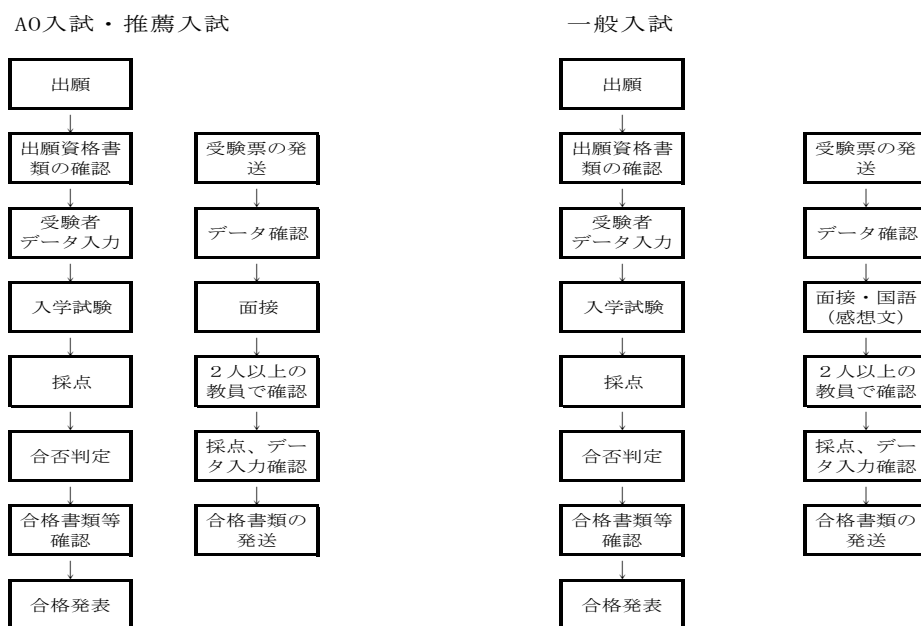 AO入試・推薦入試
出願
↓
出願資格書
類の確認
↓
受験者
データ入力
↓
入学試験
↓
採点
↓
合否判定
↓
合格書類等
確認
↓
合格発表
受験票の発
送
↓
データ確認
↓
面接
↓
２人以上の
教員で確認
↓
採点、デー
タ入力確認
↓
合格書類の
発送
一般入試
出願
↓
出願資格書
類の確認
↓
受験者
データ入力
↓
入学試験
↓
採点
↓
合否判定
↓
合格書類等
確認
↓
合格発表
受験票の発
送
↓
データ確認
↓
面接・国語
（感想文）
↓
２人以上の
教員で確認
↓
採点、デー
タ入力確認
↓
合格書類の
発送